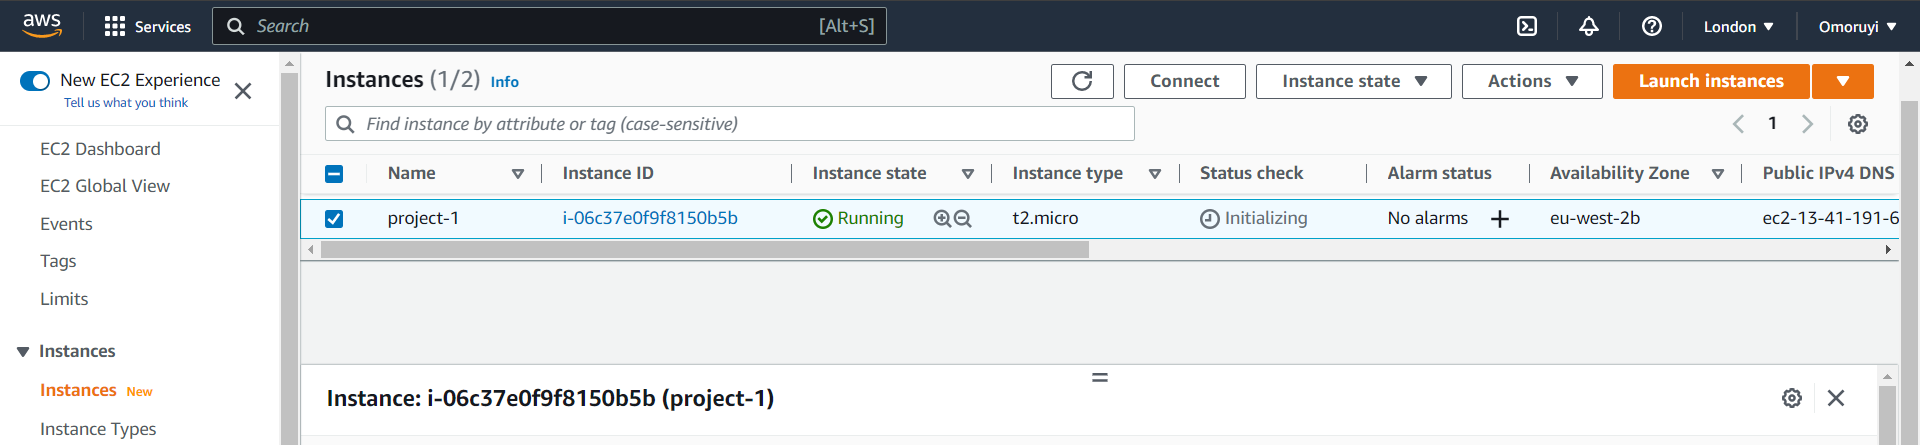 aws
Services
Search
[Alt+S]
London
Omoruyi
New EC2 Experience
Tell us what you think
EC2 Dashboard
EC2 Global View
Events
Tags
Limits
Instances
Instances New
Instance Types
Instances (1/2) Info
Connect
Instance state
Actions
Launch instances
Find instance by attribute or tag (case-sensitive)
1
Name Instance ID Instance state Instance type Status check Alarm status Availability Zone Public IPv4 DNS
project-1 i-06c37e0f9f8150b5b Running t2.micro Initializing No alarms eu-west-2b ec2-13-41-191-6
Instance: i-06c37e0f9f8150b5b (project-1)